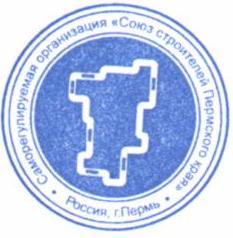 Саморегулируемая организация «Союз строителей Пермского края»
• Россия, г.Пермь •